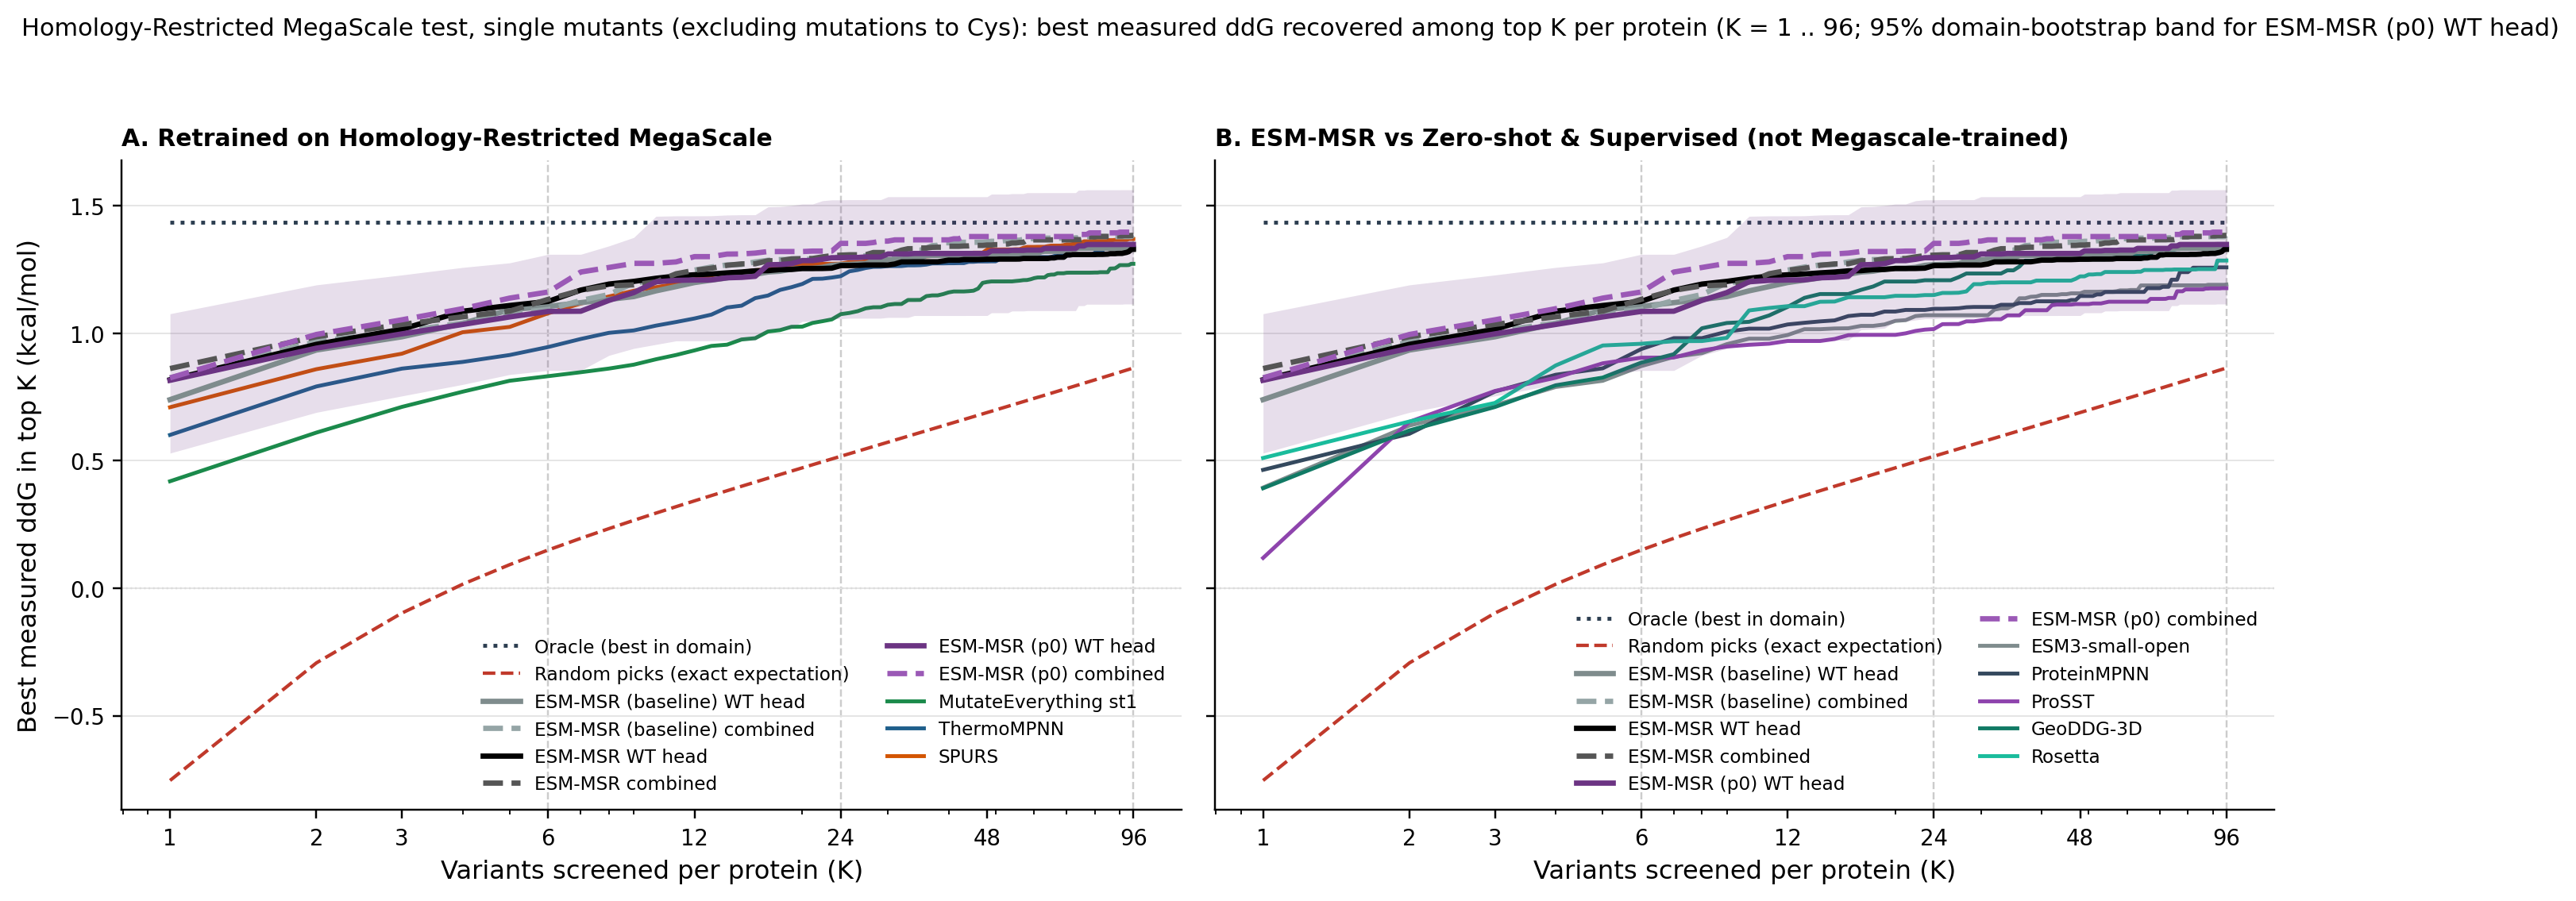 Homology-Restricted MegaScale test, single mutants (excluding mutations to Cys): best measured ddG recovered among top K per protein (K = 1 .. 96; 95% domain-bootstrap band for ESM-MSR (p0) WT head)
A. Retrained on Homology-Restricted MegaScale
Best measured ddG in top K (kcal/mol)
1.5
1.0
0.5
0.0
−0.5
Oracle (best in domain)
Random picks (exact expectation)
ESM-MSR (baseline) WT head
ESM-MSR (baseline) combined
ESM-MSR WT head
ESM-MSR combined
ESM-MSR (p0) WT head
ESM-MSR (p0) combined
MutateEverything st1
ThermoMPNN
SPURS
1 2 3 6 12 24 48 96
Variants screened per protein (K)
B. ESM-MSR vs Zero-shot & Supervised (not Megascale-trained)
Oracle (best in domain)
Random picks (exact expectation)
ESM-MSR (baseline) WT head
ESM-MSR (baseline) combined
ESM-MSR WT head
ESM-MSR combined
ESM-MSR (p0) WT head
ESM-MSR (p0) combined
ESM3-small-open
ProteinMPNN
ProSST
GeoDDG-3D
Rosetta
1 2 3 6 12 24 48 96
Variants screened per protein (K)